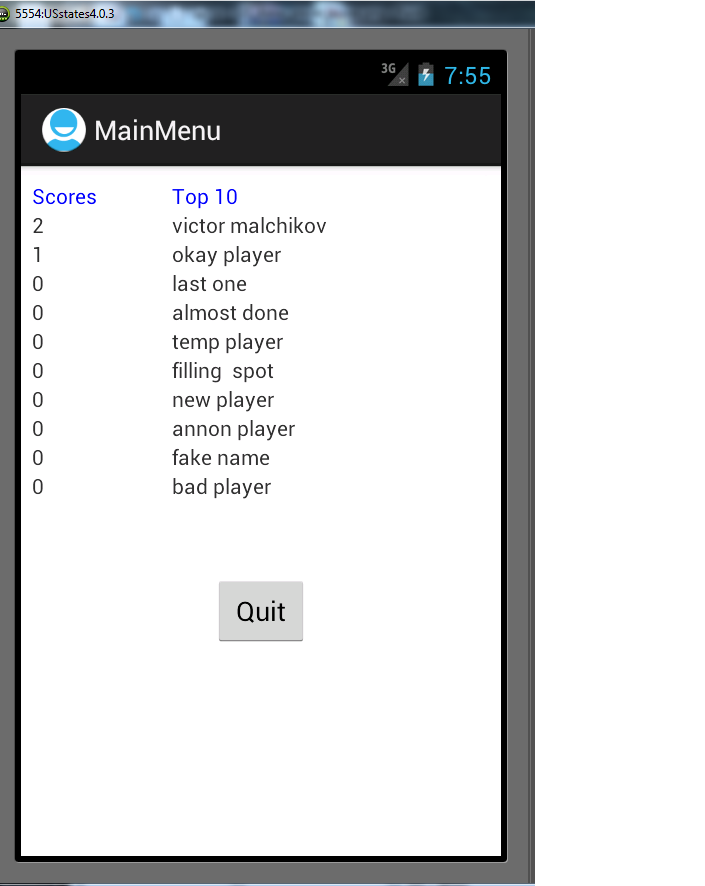 5554:USstates4.0.3
3G 7:55
MainMenu
Scores Top 10
2 victor malchikov
1 okay player
0 last one
0 almost done
0 temp player
0 filling  spot
0 new player
0 annon player
0 fake name
0 bad player
Quit